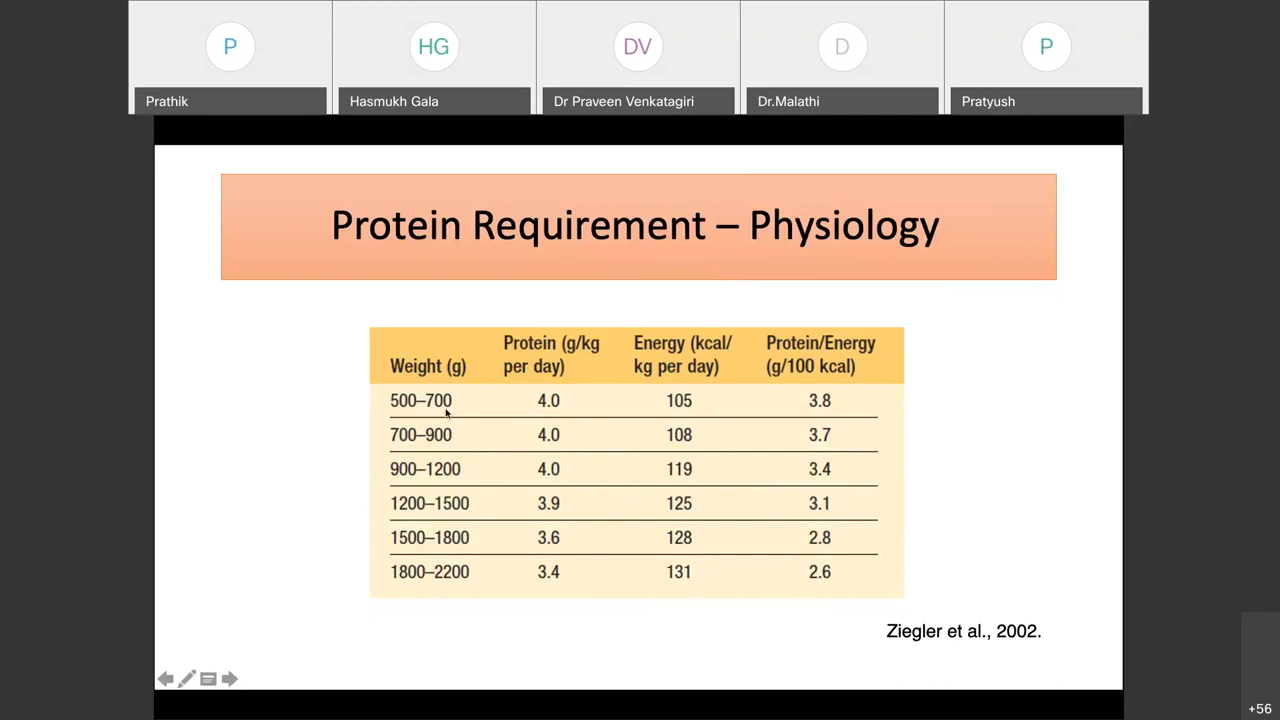 P HG DV D P
Prathik Hasmukh Gala Dr Praveen Venkatagiri Dr.Malathi Pratyush
Protein Requirement – Physiology
Weight (g) Protein (g/kg per day) Energy (kcal/ kg per day) Protein/Energy (g/100 kcal)
500–700 4.0 105 3.8
700–900 4.0 108 3.7
900–1200 4.0 119 3.4
1200–1500 3.9 125 3.1
1500–1800 3.6 128 2.8
1800–2200 3.4 131 2.6
Ziegler et al., 2002.
+56